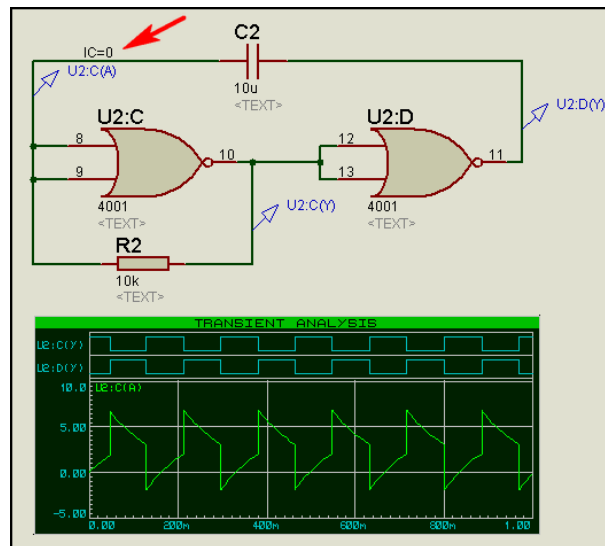 IC=0
C2
U2:C(A)
10u
<TEXT>
U2:D(Y)
U2:C
U2:D
8
9
10
12
13
11
4001
<TEXT>
U2:C(Y)
4001
<TEXT>
R2
10k
<TEXT>
TRANSIENT ANALYSIS
U2:C(Y)
U2:D(Y)
10.0
U2:C(A)
5.00
0.00
-5.00
0.00 200m 400m 600m 800m 1.00